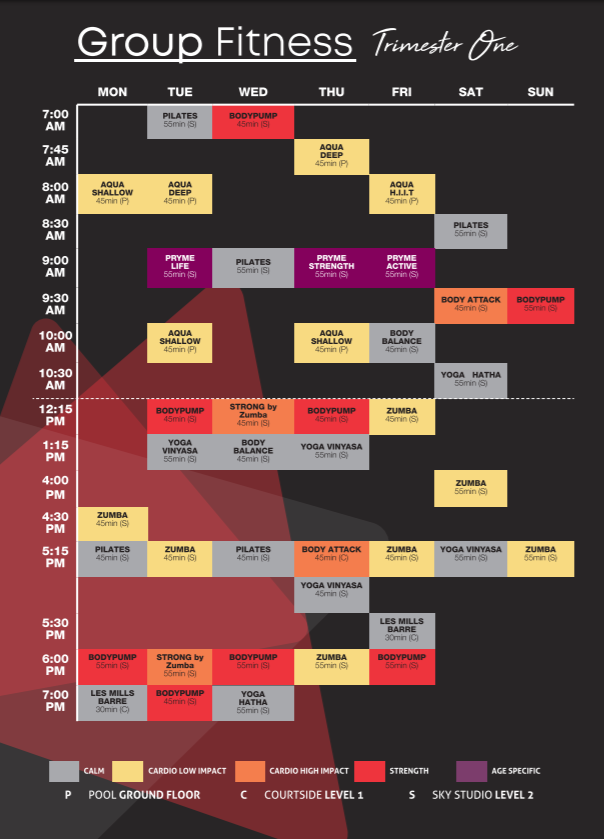 Group Fitness Trimester One
MON TUE WED THU FRI SAT SUN
7:00 AM
PILATES
55min (S)
BODYPUMP
45min (S)
7:45 AM
AQUA
DEEP
45min (P)
8:00 AM
AQUA
SHALLOW
45min (P)
AQUA
DEEP
45min (P)
AQUA
H.I.I.T
45min (P)
8:30 AM
PILATES
55min (S)
9:00 AM
PRYME
LIFE
55min (S)
PILATES
55min (S)
PRYME
STRENGTH
55min (S)
PRYME
ACTIVE
55min (S)
9:30 AM
BODY ATTACK
45min (S)
BODYPUMP
55min (S)
10:00 AM
AQUA
SHALLOW
45min (P)
AQUA
SHALLOW
45min (P)
BODY
BALANCE
45min (S)
10:30 AM
YOGA HATHA
55min (S)
12:15 PM
BODYPUMP
45min (S)
STRONG by
Zumba
45min (S)
BODYPUMP
45min (S)
ZUMBA
45min (S)
1:15 PM
YOGA
VINYASA
55min (S)
BODY
BALANCE
45min (S)
YOGA VINYASA
55min (S)
4:00 PM
ZUMBA
55min (S)
4:30 PM
ZUMBA
45min (S)
5:15 PM
PILATES
45min (S)
ZUMBA
45min (S)
PILATES
45min (S)
BODY ATTACK
45min (C)
ZUMBA
45min (S)
YOGA VINYASA
55min (S)
ZUMBA
55min (S)
YOGA VINYASA
45min (S)
5:30 PM
LES MILLS
BARRE
30min (C)
6:00 PM
BODYPUMP
55min (S)
STRONG by
Zumba
55min (S)
BODYPUMP
55min (S)
ZUMBA
55min (S)
BODYPUMP
55min (S)
7:00 PM
LES MILLS
BARRE
30min (C)
BODYPUMP
45min (S)
YOGA
HATHA
55min (S)
CALM CARDIO LOW IMPACT CARDIO HIGH IMPACT STRENGTH AGE SPECIFIC
P POOL GROUND FLOOR C COURTSIDE LEVEL 1 S SKY STUDIO LEVEL 2